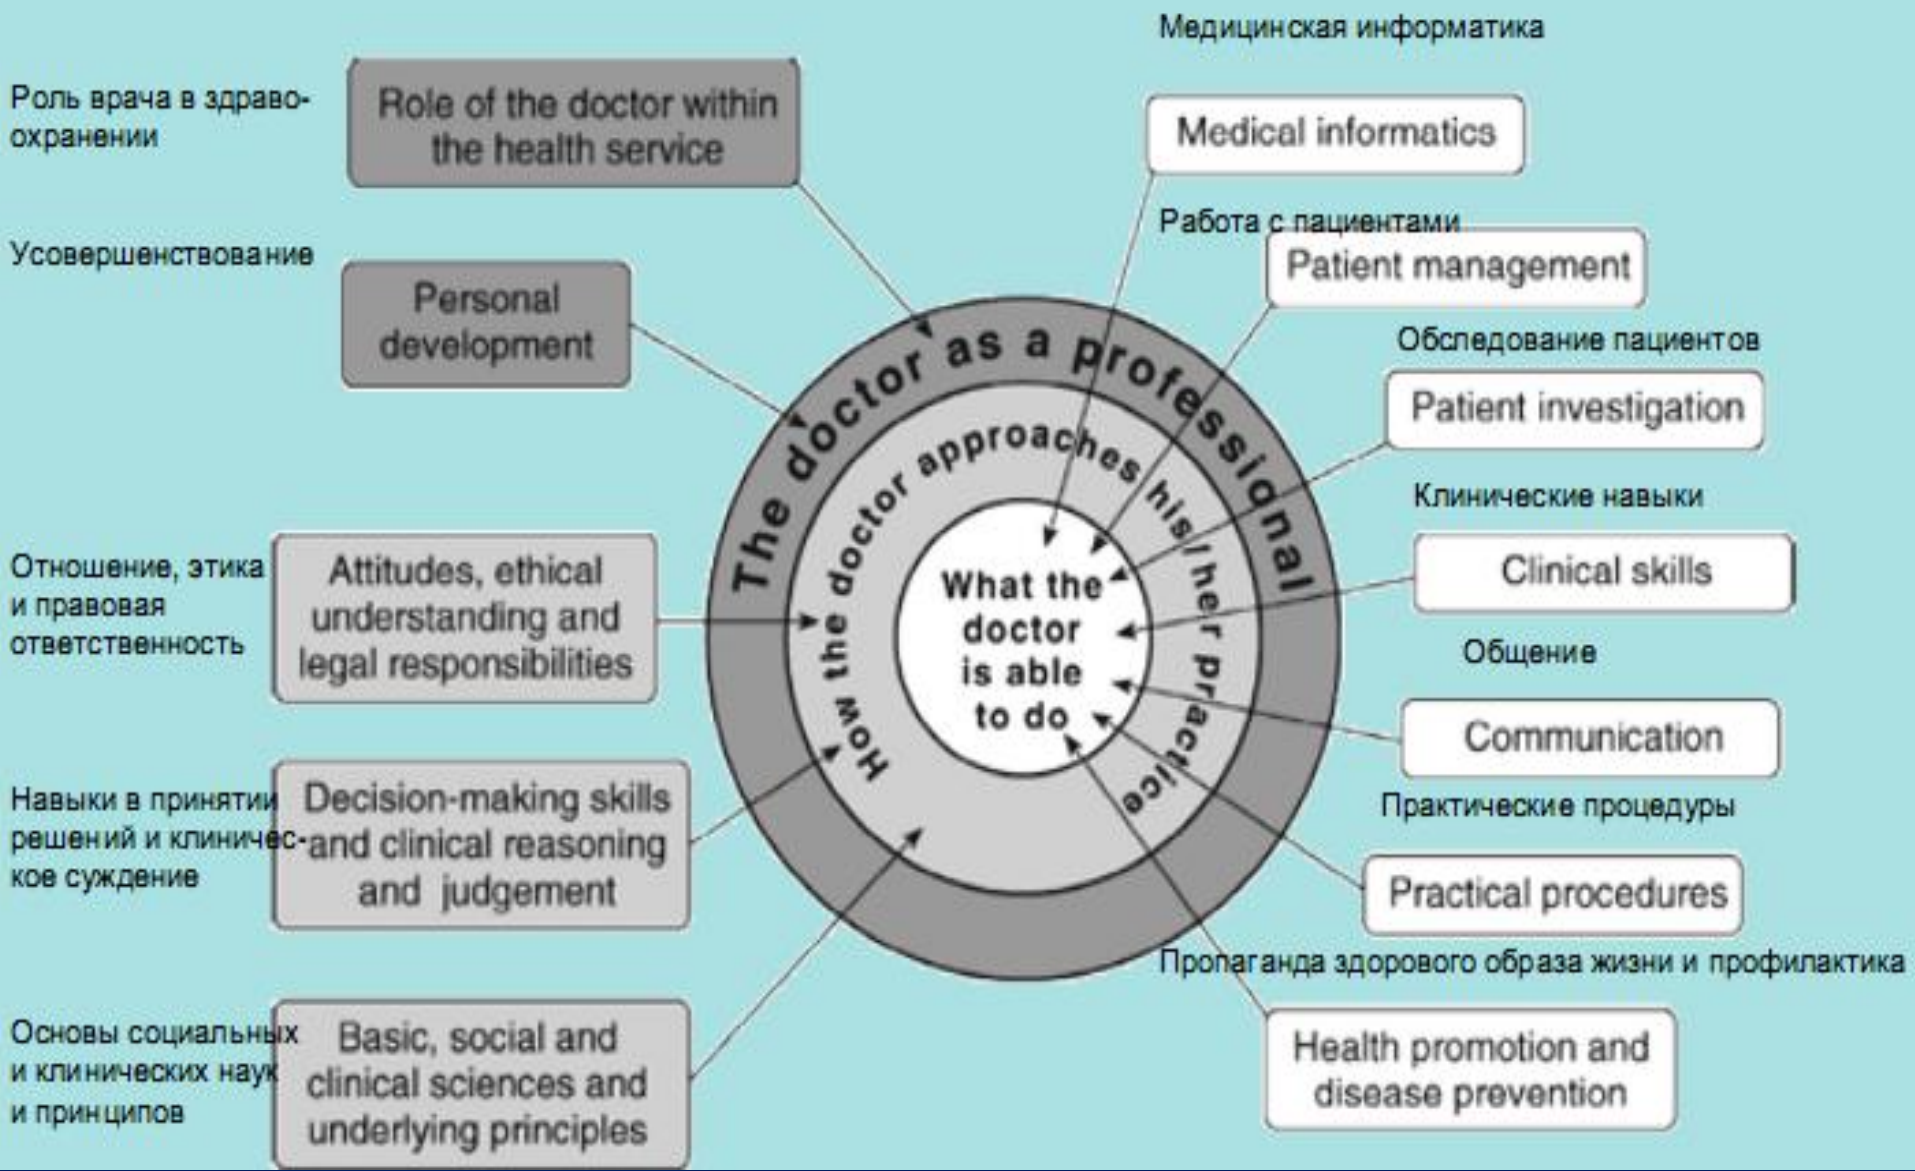 Роль врача в здраво-
охранении
Role of the doctor within
the health service
Усовершенствование
Personal
development
Отношение, этика
и правовая
ответственность
Attitudes, ethical
understanding and
legal responsibilities
Навыки в принятии
решений и клиничес-
кое суждение
Decision-making skills
and clinical reasoning
and judgement
Основы социальных
и клинических наук
и принципов
Basic, social and
clinical sciences and
underlying principles
The doctor as a professional
How the doctor approaches his/her practice
What the
doctor
is able
to do
Медицинская информатика
Medical informatics
Работа с пациентами
Patient management
Обследование пациентов
Patient investigation
Клинические навыки
Clinical skills
Общение
Communication
Практические процедуры
Practical procedures
Пропаганда здорового образа жизни и профилактика
Health promotion and
disease prevention